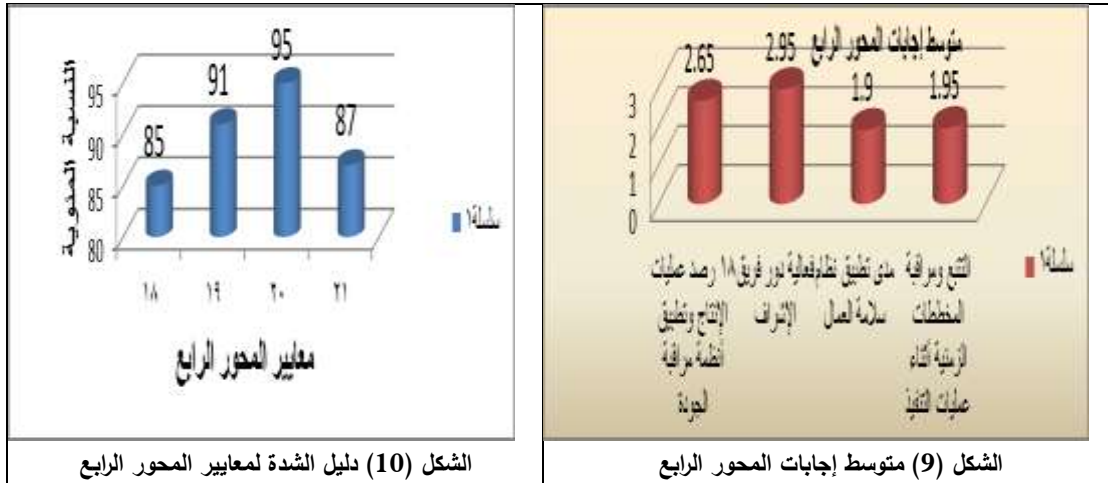 متوسط إجابات المحور الرابع
2.65
2.95
1.9
1.95
3
2
1
0
١٨ رصد عمليات الإنتاج وتطبيق أنظمة مراقبة الجودة
فعالية دور فريق الإشراف
مدى تطبيق نظام سلامة العمال
التتبع ومراقبة المخططات الزمنية أثناء عمليات التنفيذ
سلسلة١
الشكل (9) متوسط إجابات المحور الرابع
النسبة المئوية
95
90
85
80
85
91
95
87
١٨
١٩
٢٠
٢١
سلسلة١
معايير المحور الرابع
الشكل (10) دليل الشدة لمعايير المحور الرابع